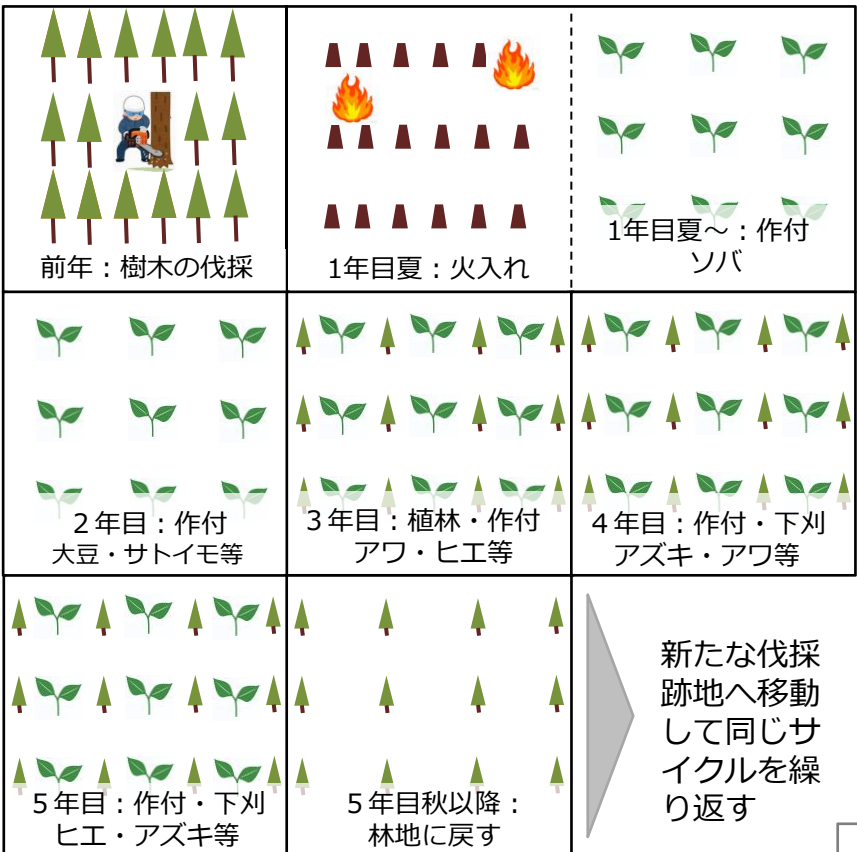 前年：樹木の伐採
1年目夏：火入れ
1年目夏～：作付
ソバ
２年目：作付
大豆・サトイモ等
３年目：植林・作付
アワ・ヒエ等
４年目：作付・下刈
アズキ・アワ等
５年目：作付・下刈
ヒエ・アズキ等
５年目秋以降：
林地に戻す
新たな伐採
跡地へ移動
して同じサ
イクルを繰
り返す